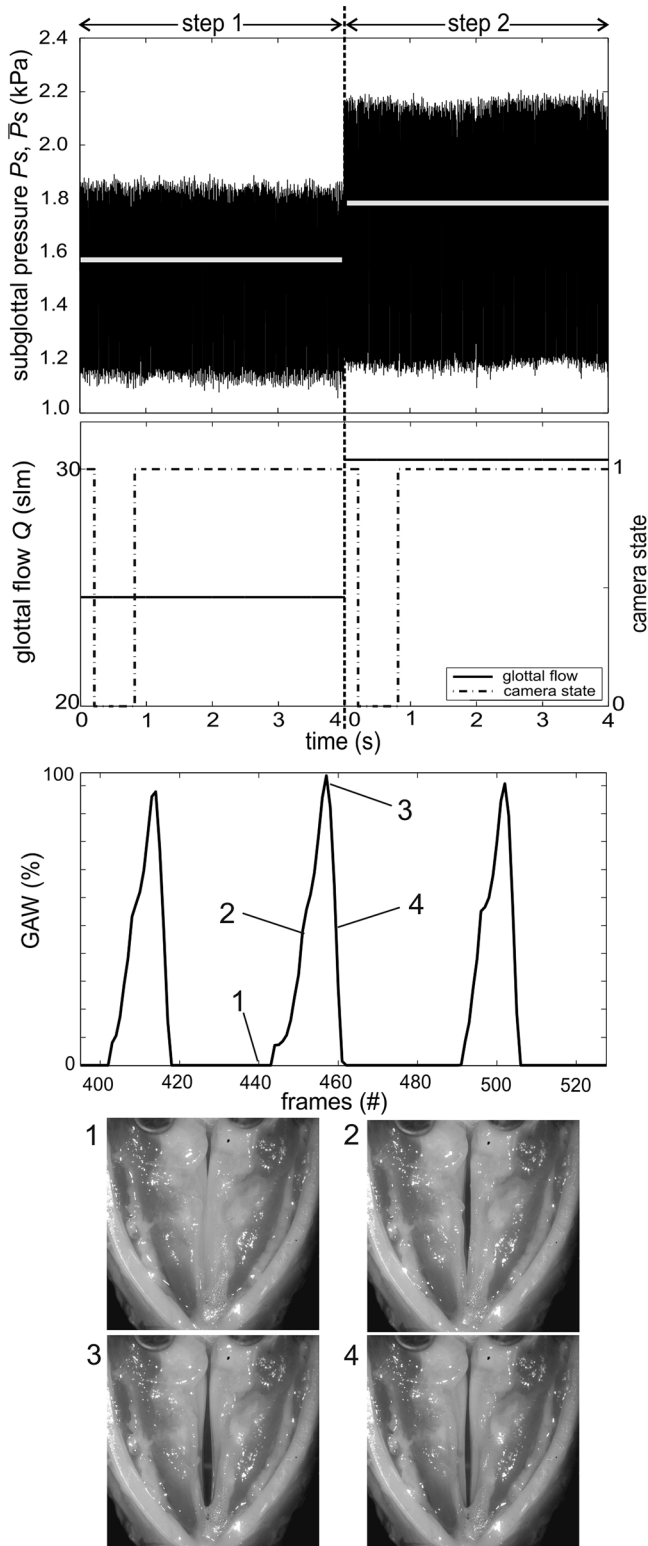 step 1 step 2
subglottal pressure Ps, P̅s (kPa)
2.4
2.2
2.0
1.8
1.6
1.4
1.2
1.0
glottal flow Q (slm)
30
20
camera state
1
0
glottal flow
camera state
0 1 2 3 4 0 1 2 3 4
time (s)
GAW (%)
100
0
1
2
3
4
400 420 440 460 480 500 520
frames (#)
1 2
3 4